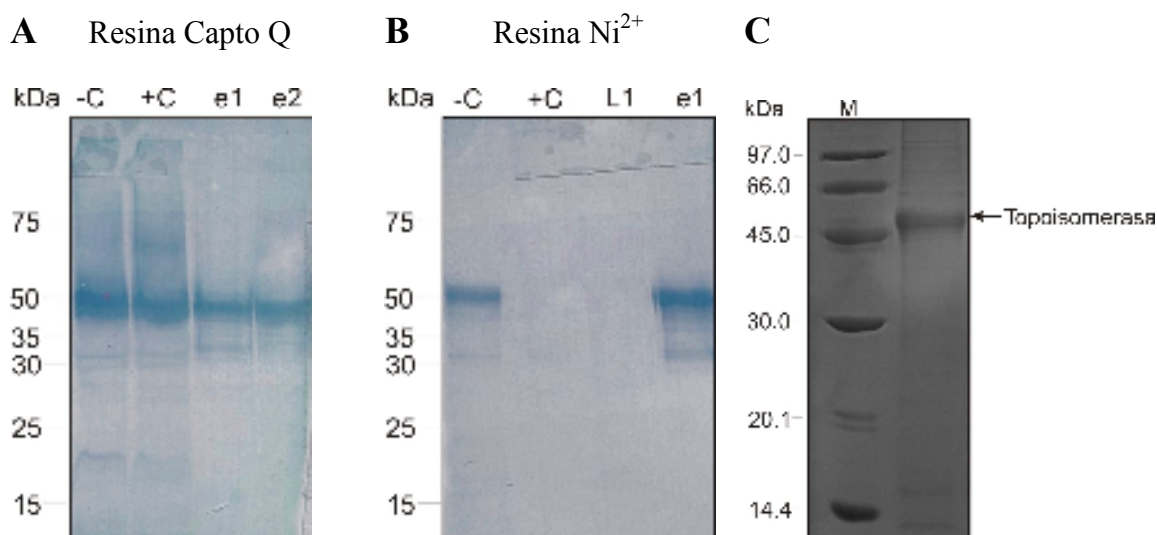 A Resina Capto Q
kDa -C +C e1 e2
75
50
35
30
25
15
B Resina Ni²⁺
kDa -C +C L1 e1
75
50
35
30
25
15
C
kDa M
97.0
66.0
45.0
30.0
20.1
14.4
Topoisomerasa